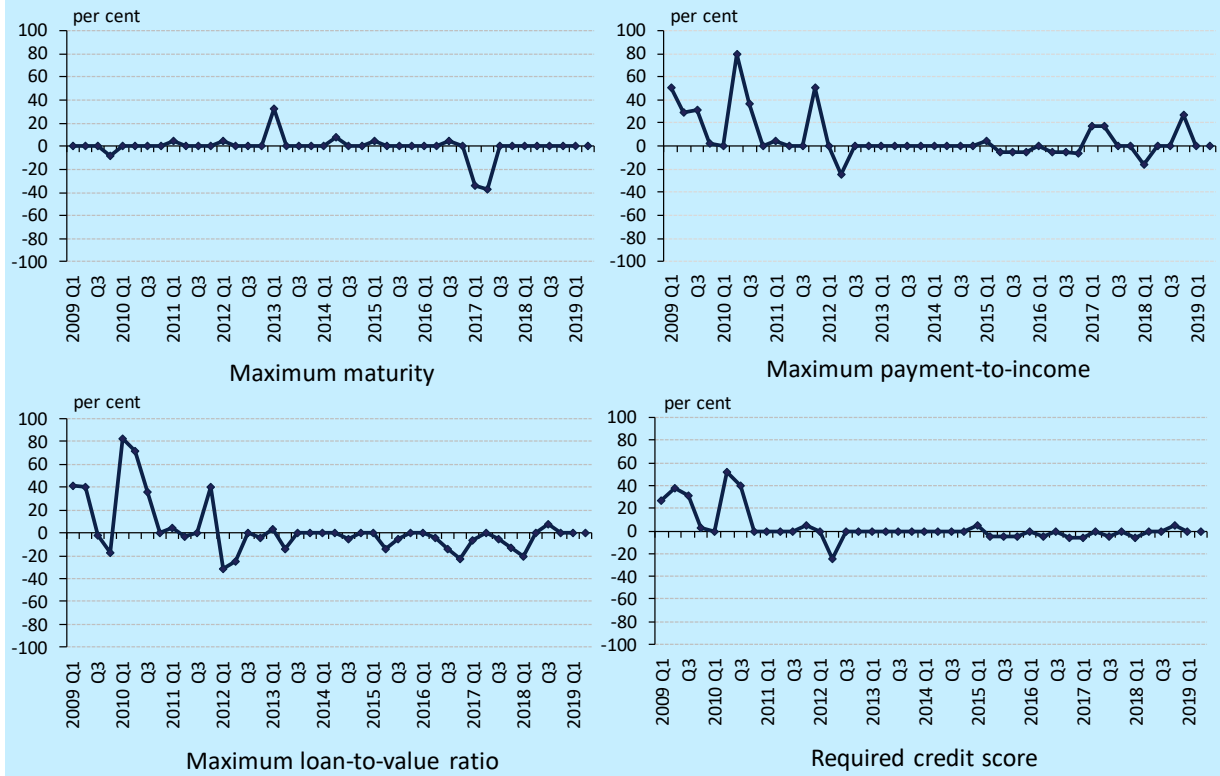 per cent
100
80
60
40
20
0
-20
-40
-60
-80
-100
2009 Q1
Q3
2010 Q1
Q3
2011 Q1
Q3
2012 Q1
Q3
2013 Q1
Q3
2014 Q1
Q3
2015 Q1
Q3
2016 Q1
Q3
2017 Q1
Q3
2018 Q1
Q3
2019 Q1
Maximum maturity
per cent
100
80
60
40
20
0
-20
-40
-60
-80
-100
2009 Q1
Q3
2010 Q1
Q3
2011 Q1
Q3
2012 Q1
Q3
2013 Q1
Q3
2014 Q1
Q3
2015 Q1
Q3
2016 Q1
Q3
2017 Q1
Q3
2018 Q1
Q3
2019 Q1
Maximum payment-to-income
per cent
100
80
60
40
20
0
-20
-40
-60
-80
-100
2009 Q1
Q3
2010 Q1
Q3
2011 Q1
Q3
2012 Q1
Q3
2013 Q1
Q3
2014 Q1
Q3
2015 Q1
Q3
2016 Q1
Q3
2017 Q1
Q3
2018 Q1
Q3
2019 Q1
Maximum loan-to-value ratio
per cent
100
80
60
40
20
0
-20
-40
-60
-80
-100
2009 Q1
Q3
2010 Q1
Q3
2011 Q1
Q3
2012 Q1
Q3
2013 Q1
Q3
2014 Q1
Q3
2015 Q1
Q3
2016 Q1
Q3
2017 Q1
Q3
2018 Q1
Q3
2019 Q1
Required credit score